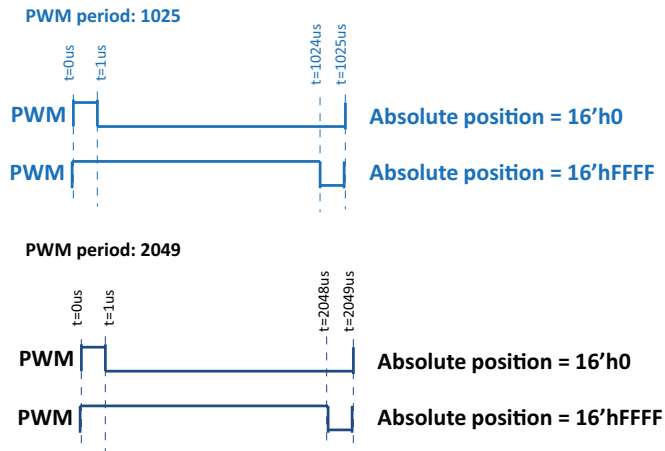 PWM period: 1025
t=0us
t=1us
t=1024us
t=1025us
PWM
Absolute position = 16'h0
PWM
Absolute position = 16'hFFFF
PWM period: 2049
t=0us
t=1us
t=2048us
t=2049us
PWM
Absolute position = 16'h0
PWM
Absolute position = 16'hFFFF